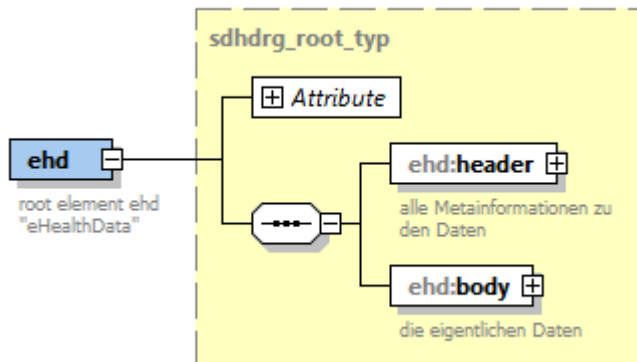 sdhdrg_root_typ
Attribute
ehd
root element ehd
"eHealthData"
ehd:header
alle Metainformationen zu
den Daten
ehd:body
die eigentlichen Daten